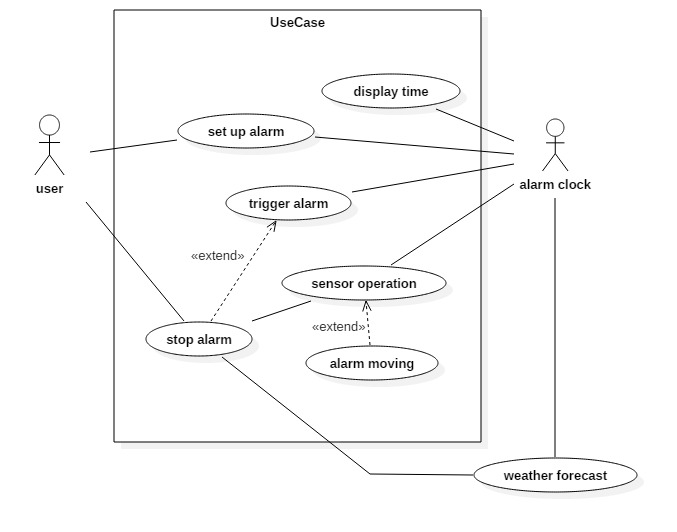 UseCase
display time
set up alarm
user
alarm clock
trigger alarm
«extend»
sensor operation
«extend»
stop alarm
alarm moving
weather forecast